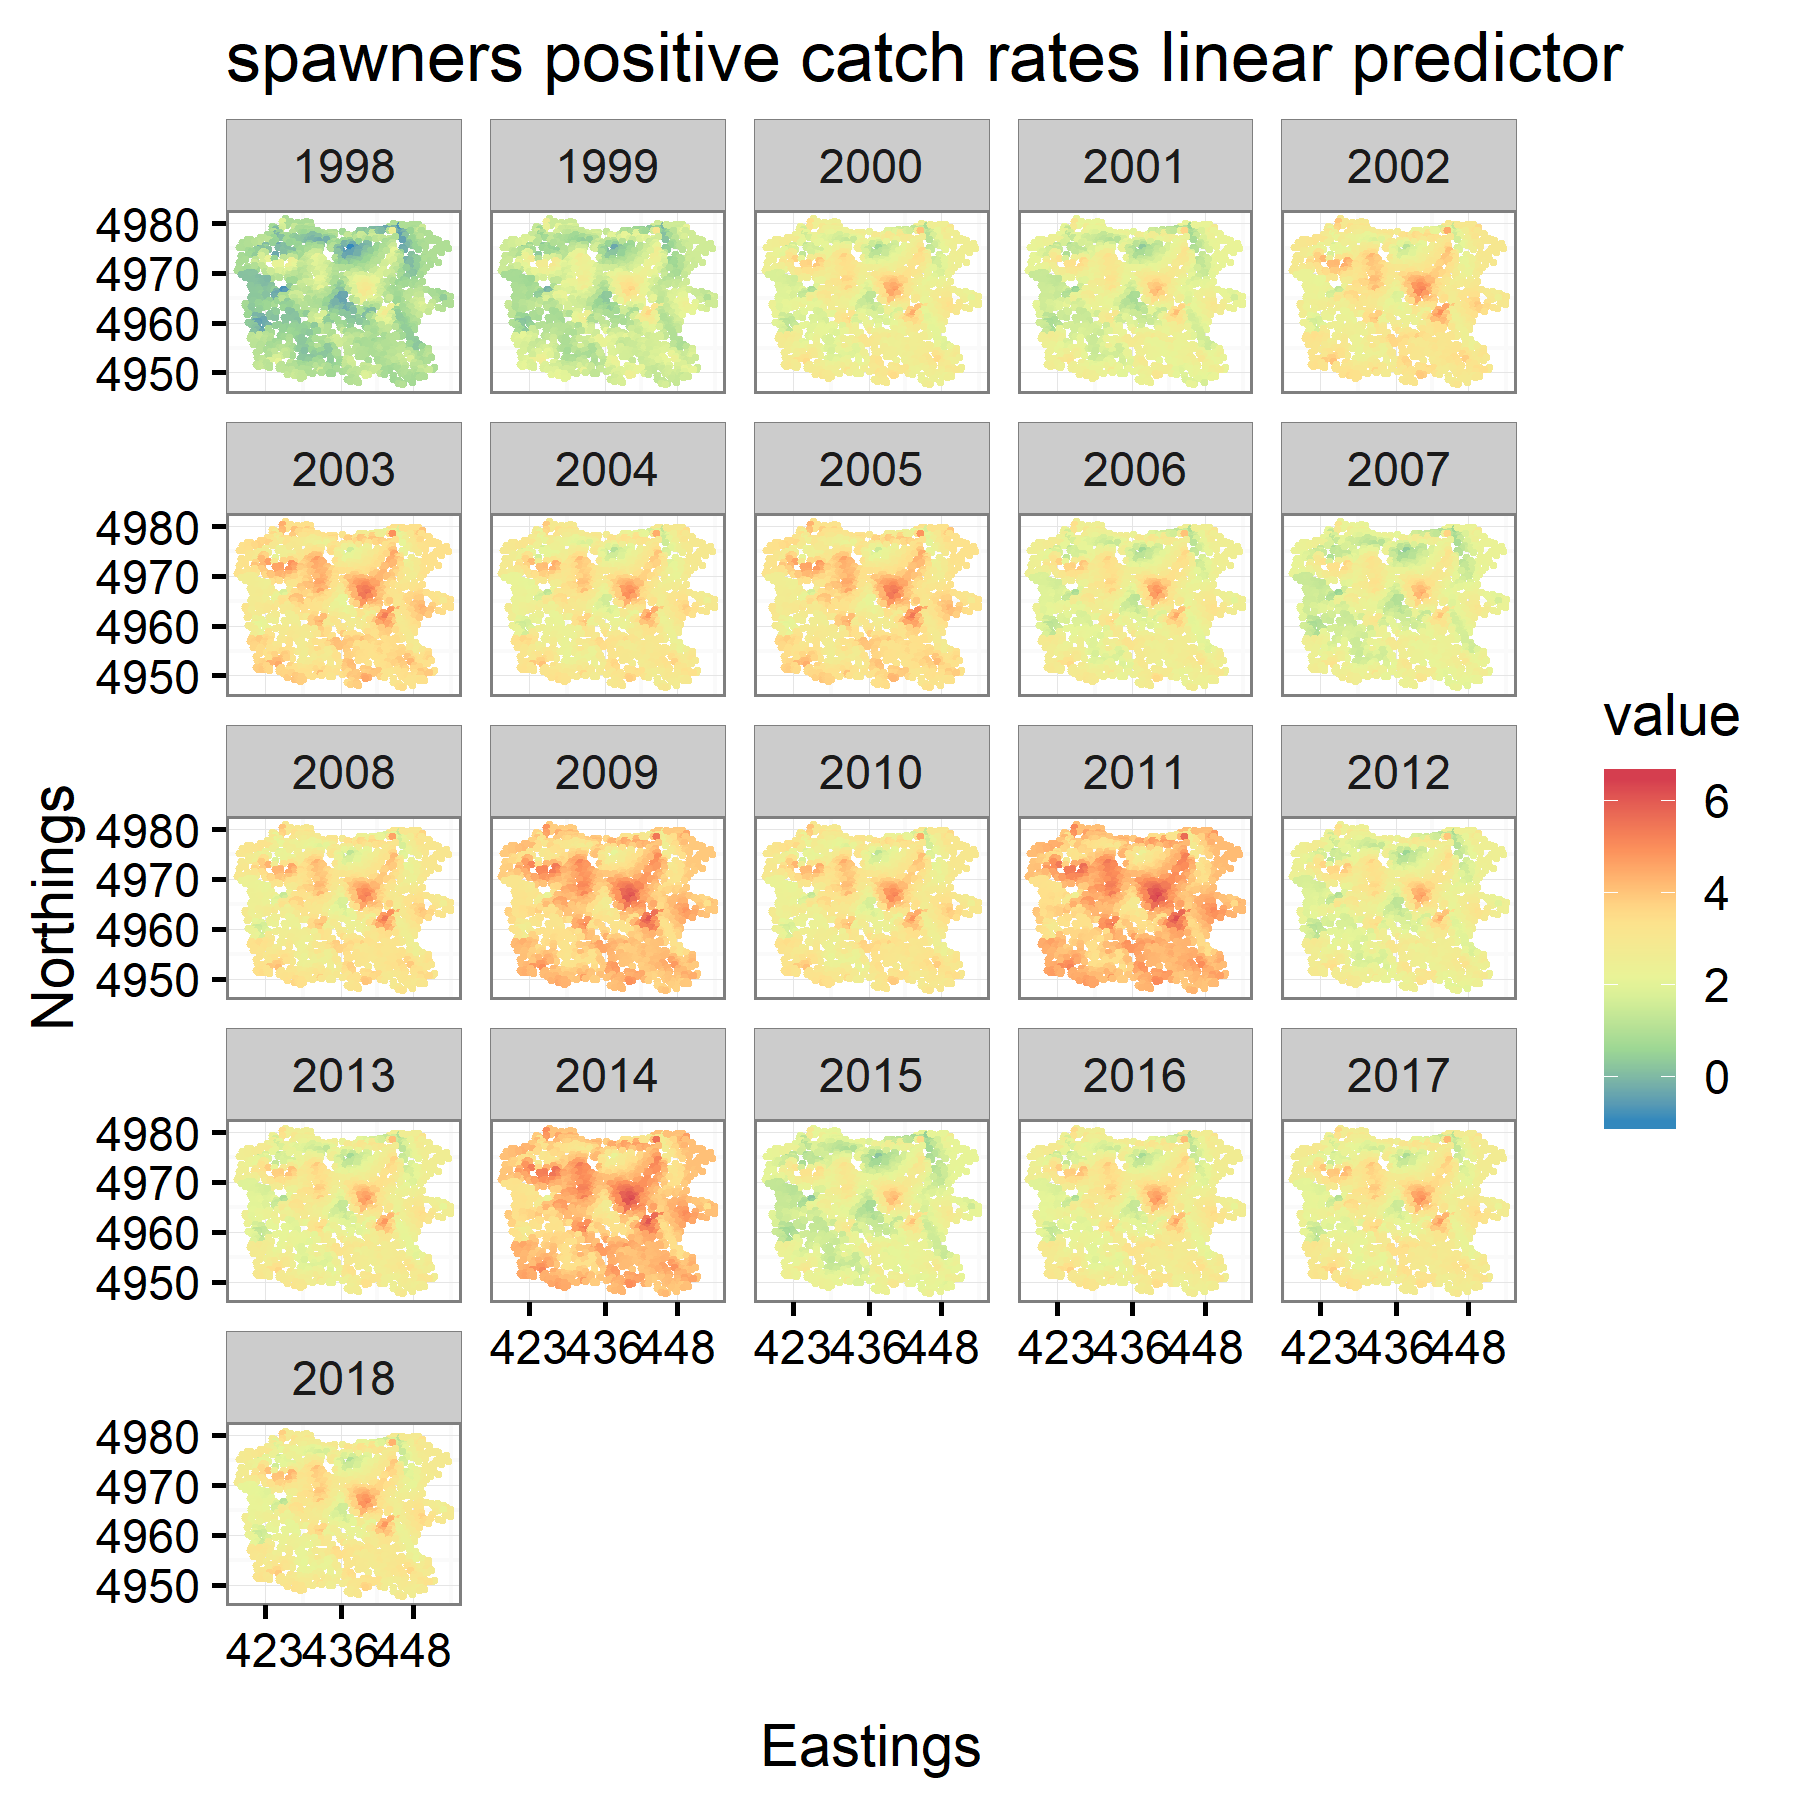 spawners positive catch rates linear predictor
1998 1999 2000 2001 2002
4980
4970
4960
4950
2003 2004 2005 2006 2007
4980
4970
4960
4950
2008 2009 2010 2011 2012
4980
4970
4960
4950
2013 2014 2015 2016 2017
4980
4970
4960
4950
423 436 448 423 436 448 423 436 448 423 436 448
2018
4980
4970
4960
4950
423 436 448
Northings
Eastings
value
6
4
2
0